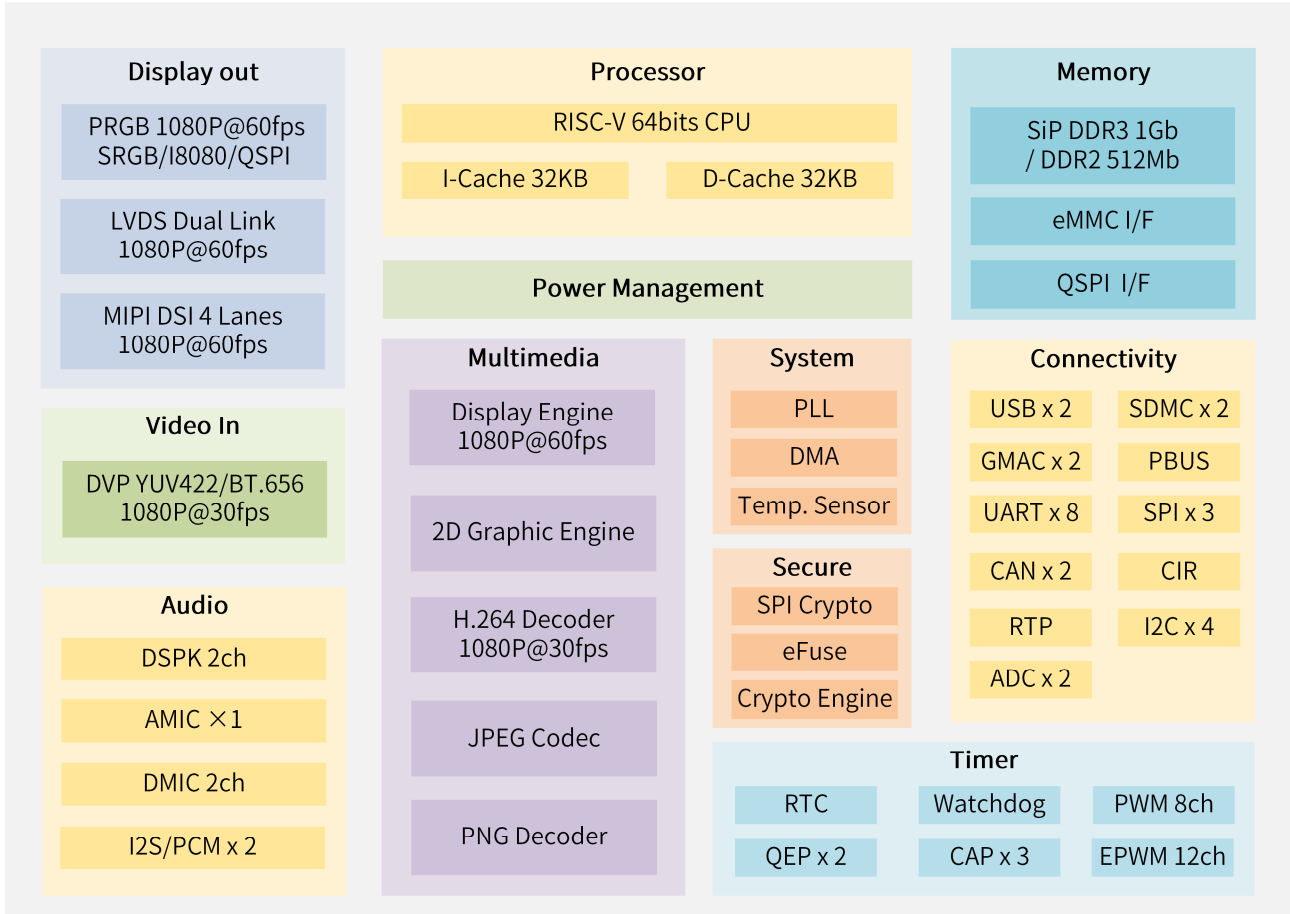 Display out
PRGB 1080P@60fps
SRGB/I8080/QSPI
LVDS Dual Link
1080P@60fps
MIPI DSI 4 Lanes
1080P@60fps
Video In
DVP YUV422/BT.656
1080P@30fps
Audio
DSPK 2ch
AMIC ×1
DMIC 2ch
I2S/PCM x 2
Processor
RISC-V 64bits CPU
I-Cache 32KB
D-Cache 32KB
Power Management
Multimedia
Display Engine
1080P@60fps
2D Graphic Engine
H.264 Decoder
1080P@30fps
JPEG Codec
PNG Decoder
System
PLL
DMA
Temp. Sensor
Secure
SPI Crypto
eFuse
Crypto Engine
Memory
SiP DDR3 1Gb
/ DDR2 512Mb
eMMC I/F
QSPI I/F
Connectivity
USB x 2
SDMC x 2
GMAC x 2
PBUS
UART x 8
SPI x 3
CAN x 2
CIR
RTP
I2C x 4
ADC x 2
Timer
RTC
Watchdog
PWM 8ch
QEP x 2
CAP x 3
EPWM 12ch